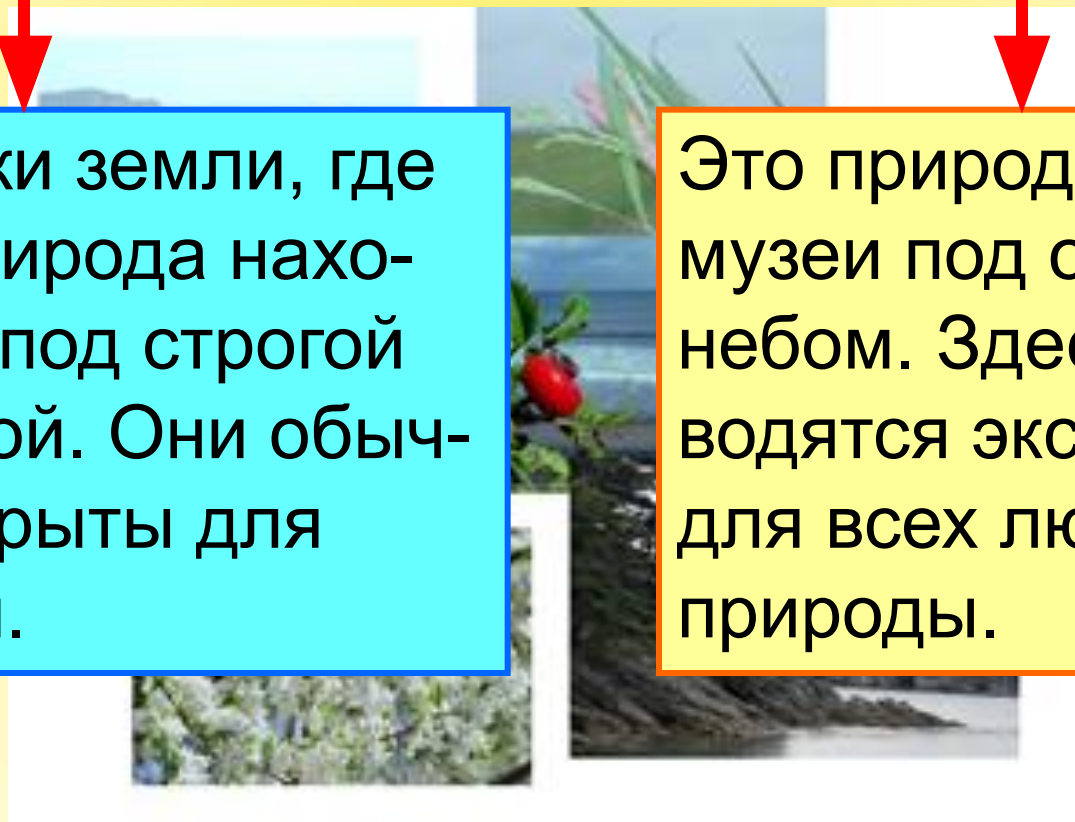 ки земли, где
ирода нахо-
под строгой
ой. Они обыч-
рыты для
.
Это природ
музеи под о
небом. Здес
водятся экс
для всех лю
природы.